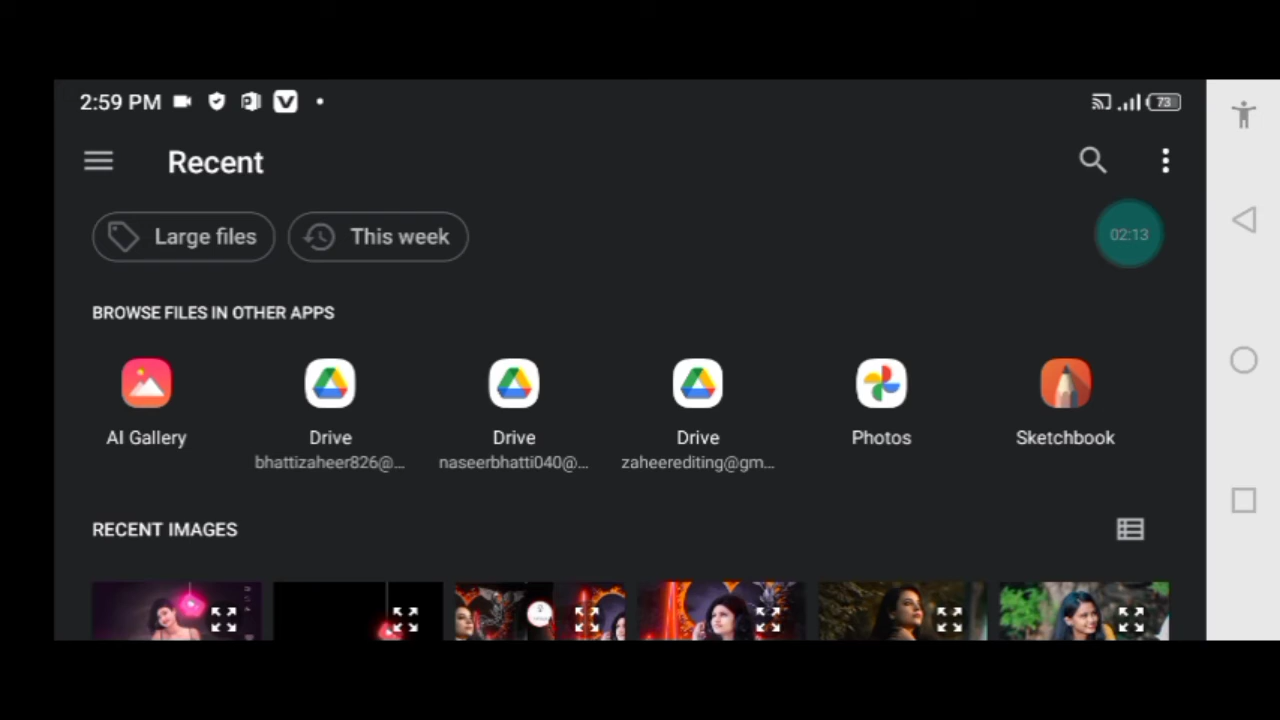 2:59 PM
73
Recent
Large files
This week
02:13
BROWSE FILES IN OTHER APPS
AI Gallery
Drive
Drive
Drive
Photos
Sketchbook
bhattizaheer826@...
naseerbhatti040@...
zaheerediting@gm...
RECENT IMAGES